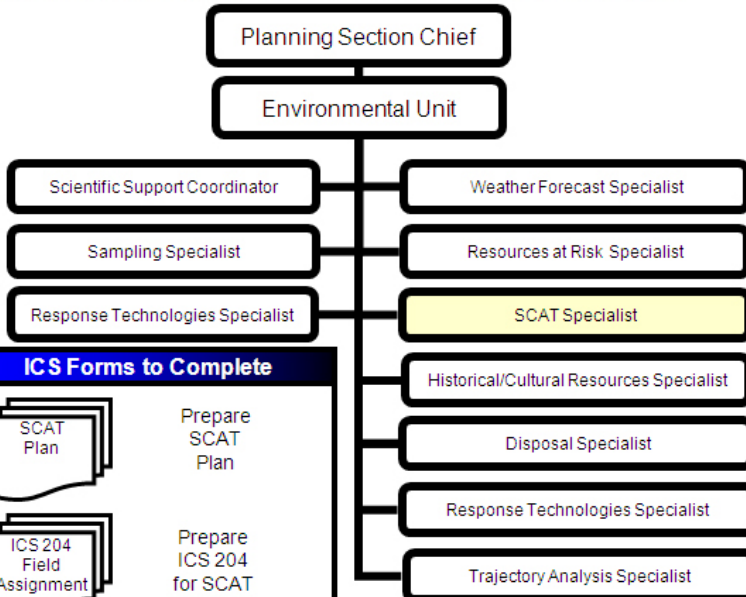 Planning Section Chief
Environmental Unit
Scientific Support Coordinator
Weather Forecast Specialist
Sampling Specialist
Resources at Risk Specialist
Response Technologies Specialist
SCAT Specialist
ICS Forms to Complete
Historical/Cultural Resources Specialist
SCAT
Plan
Prepare
SCAT
Plan
Disposal Specialist
Response Technologies Specialist
ICS 204
Field
Assignment
Prepare
ICS 204
for SCAT
Trajectory Analysis Specialist